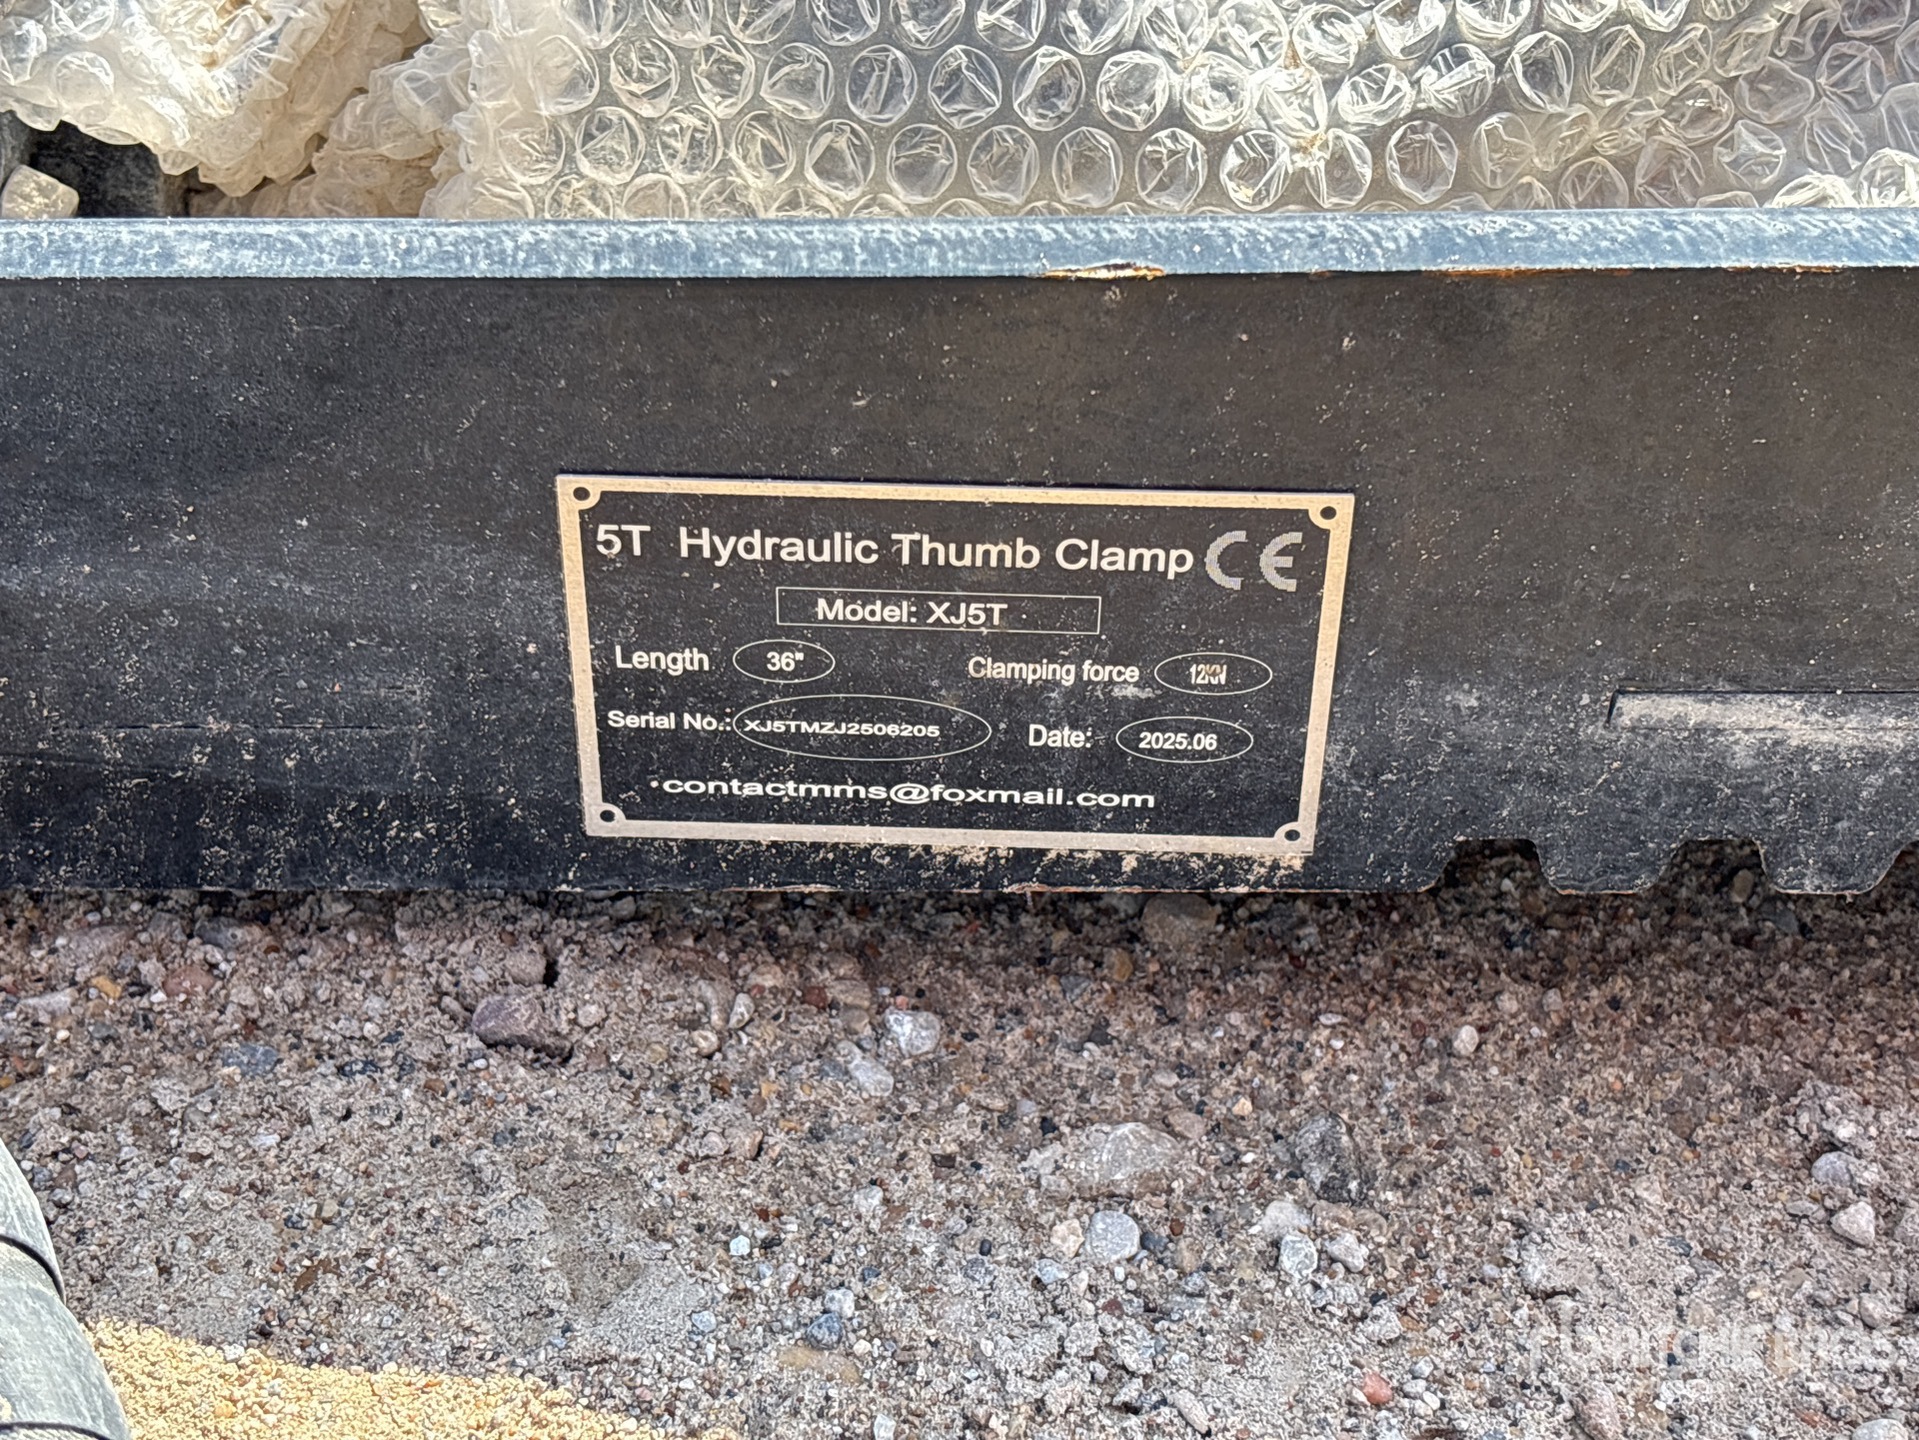 5T Hydraulic Thumb Clamp CE
Model: XJ5T
Length 36" Clamping force 12KN
Serial No.: XJ5TMZJ2506205 Date: 2025.06
contactmms@foxmail.com